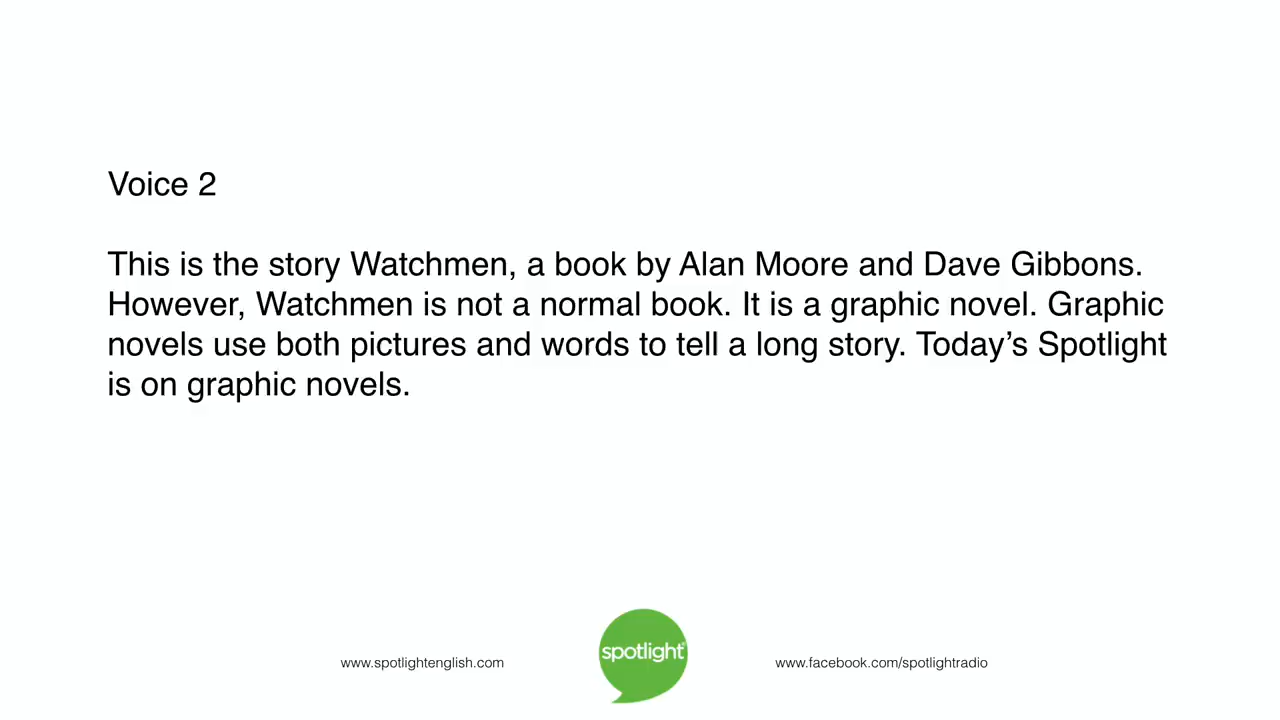 Voice 2
This is the story Watchmen, a book by Alan Moore and Dave Gibbons.
However, Watchmen is not a normal book. It is a graphic novel. Graphic
novels use both pictures and words to tell a long story. Today’s Spotlight
is on graphic novels.
www.spotlightenglish.com
spotlight
www.facebook.com/spotlightradio